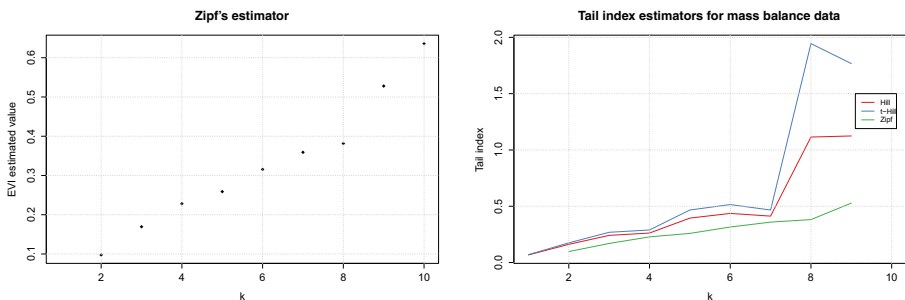 Zipf's estimator
EVI estimated value
0.6
0.5
0.4
0.3
0.2
0.1
2 4 6 8 10
k
Tail index estimators for mass balance data
Tail index
2.0
1.5
1.0
0.5
0.0
Hill
t−Hill
Zipf
2 4 6 8 10
k